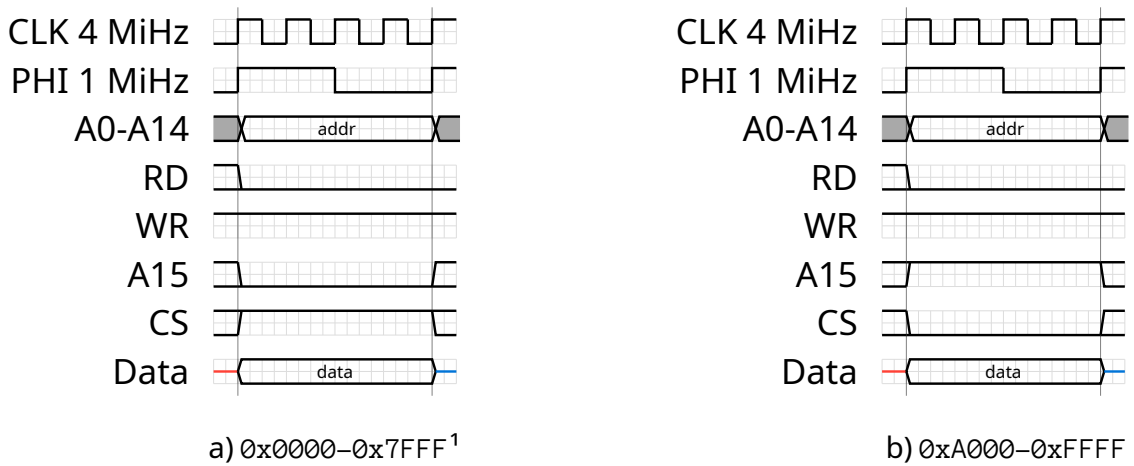 CLK 4 MiHz
PHI 1 MiHz
A0-A14
addr
RD
WR
A15
CS
Data
data
a) 0x0000–0x7FFF¹
CLK 4 MiHz
PHI 1 MiHz
A0-A14
addr
RD
WR
A15
CS
Data
data
b) 0xA000–0xFFFF